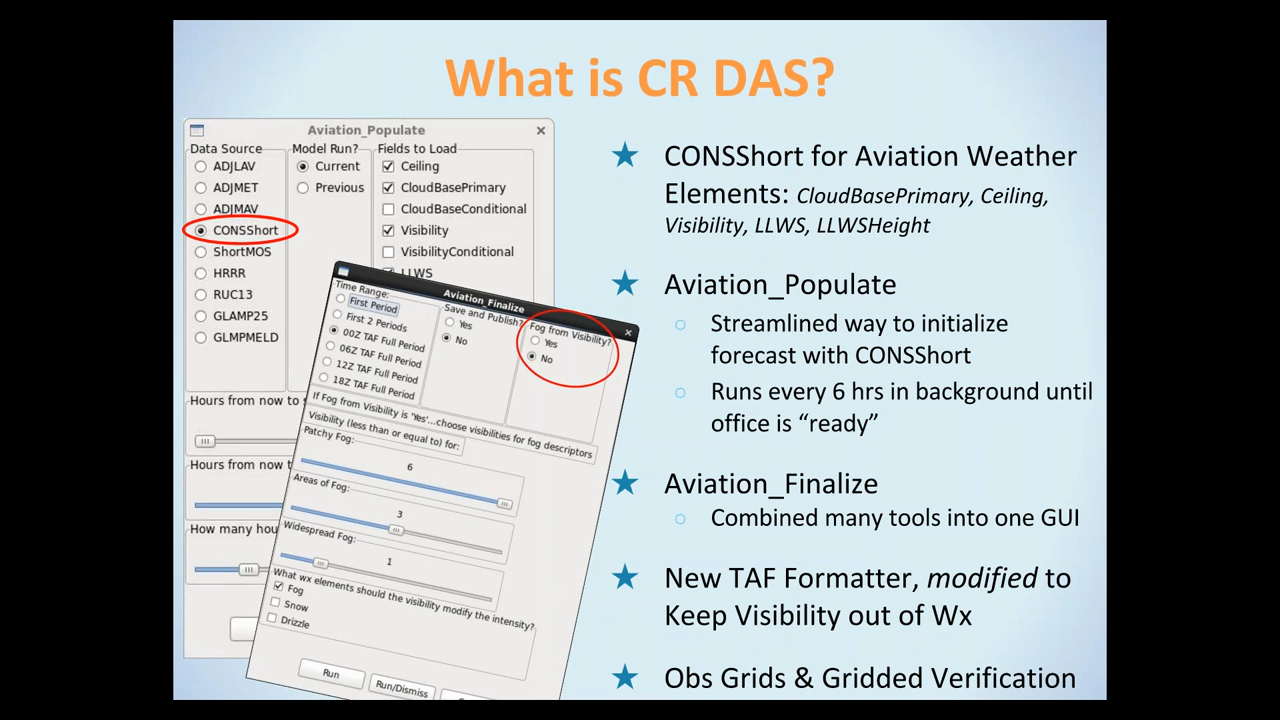 What is CR DAS?
Aviation_Populate
Data Source
ADJLAV
ADJMET
ADJMAV
CONSShort
ShortMOS
HRRR
RUC13
GLAMP25
GLMPMELD
Model Run?
Current
Previous
Fields to Load
Ceiling
CloudBasePrimary
CloudBaseConditional
Visibility
VisibilityConditional
LLWS
Hours from now to
Hours from now t
How many hou
Aviation_Finalize
Time Range:
First Period
First 2 Periods
00Z TAF Full Period
06Z TAF Full Period
12Z TAF Full Period
18Z TAF Full Period
Save and Publish?
Yes
No
Fog from Visibility?
Yes
No
If Fog from Visibility is 'Yes'...choose visibilities for fog descriptors
Visibility (less than or equal to) for:
Patchy Fog:
6
Areas of Fog:
3
Widespread Fog:
1
What wx elements should the visibility modify the intensity?
Fog
Snow
Drizzle
Run
Run/Dismiss
★ CONSShort for Aviation Weather
Elements: CloudBasePrimary, Ceiling,
Visibility, LLWS, LLWSHeight
★ Aviation_Populate
○ Streamlined way to initialize
forecast with CONSShort
○ Runs every 6 hrs in background until
office is “ready”
★ Aviation_Finalize
○ Combined many tools into one GUI
★ New TAF Formatter, modified to
Keep Visibility out of Wx
★ Obs Grids & Gridded Verification